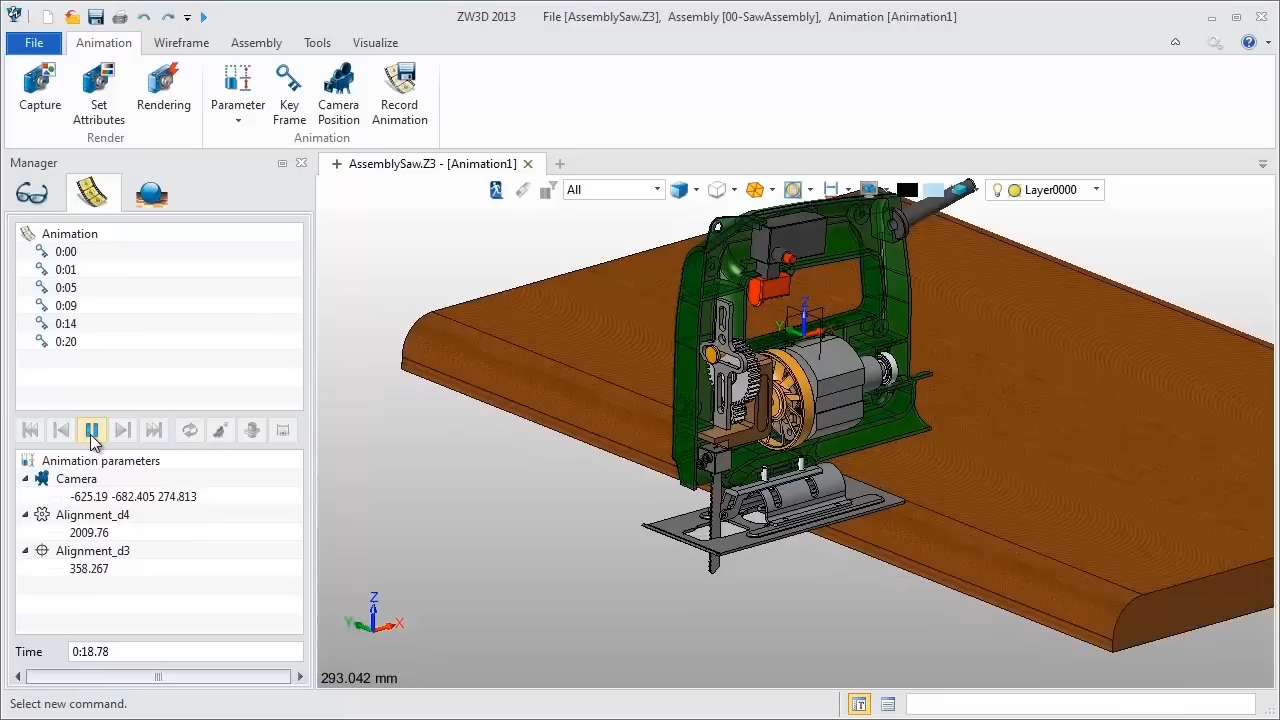 ZW3D 2013 File [AssemblySaw.Z3], Assembly [00-SawAssembly], Animation [Animation1]
File Animation Wireframe Assembly Tools Visualize
Capture Set Attributes Rendering Parameter Key Frame Camera Position Record Animation
Render Animation
Manager
AssemblySaw.Z3 - [Animation1]
All
Layer0000
Animation
0:00
0:01
0:05
0:09
0:14
0:20
Animation parameters
Camera
-625.19 -682.405 274.813
Alignment_d4
2009.76
Alignment_d3
358.267
Time 0:18.78
Z
Y
Z
Y X
293.042 mm
Select new command.